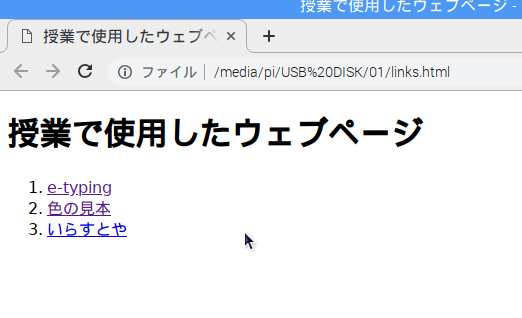 授業で使用したウェブページ -
授業で使用したウェブペ
ファイル /media/pi/USB%20DISK/01/links.html
授業で使用したウェブページ
1. e-typing
2. 色の見本
3. いらすとや